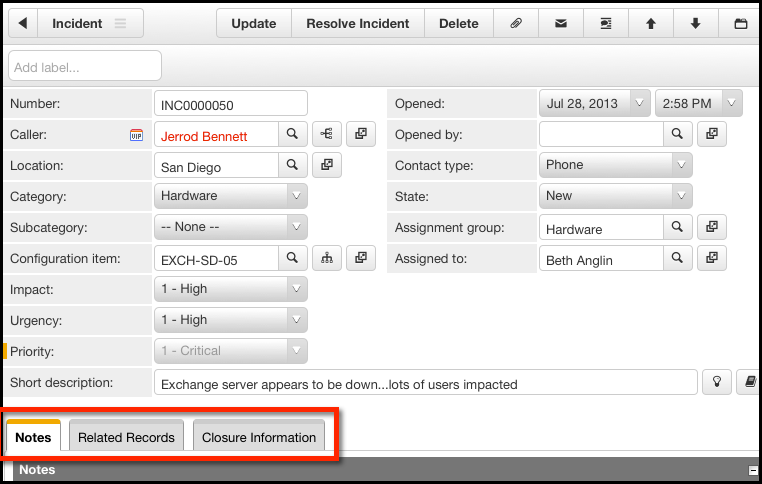 Incident Update Resolve Incident Delete
Add label...
Number: INC0000050 Opened: Jul 28, 2013 2:58 PM
Caller: VIP Jerrod Bennett Opened by:
Location: San Diego Contact type: Phone
Category: Hardware State: New
Subcategory: -- None -- Assignment group: Hardware
Configuration item: EXCH-SD-05 Assigned to: Beth Anglin
Impact: 1 - High
Urgency: 1 - High
Priority: 1 - Critical
Short description: Exchange server appears to be down...lots of users impacted
Notes Related Records Closure Information
Notes